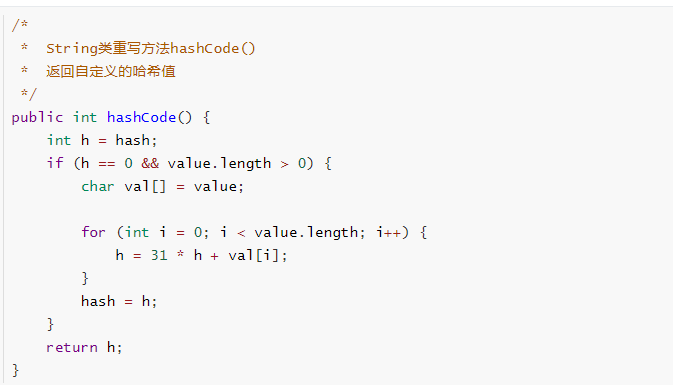 /*
 *  String类重写方法hashCode()
 *  返回自定义的哈希值
 */
public int hashCode() {
    int h = hash;
    if (h == 0 && value.length > 0) {
        char val[] = value;

        for (int i = 0; i < value.length; i++) {
            h = 31 * h + val[i];
        }
        hash = h;
    }
    return h;
}